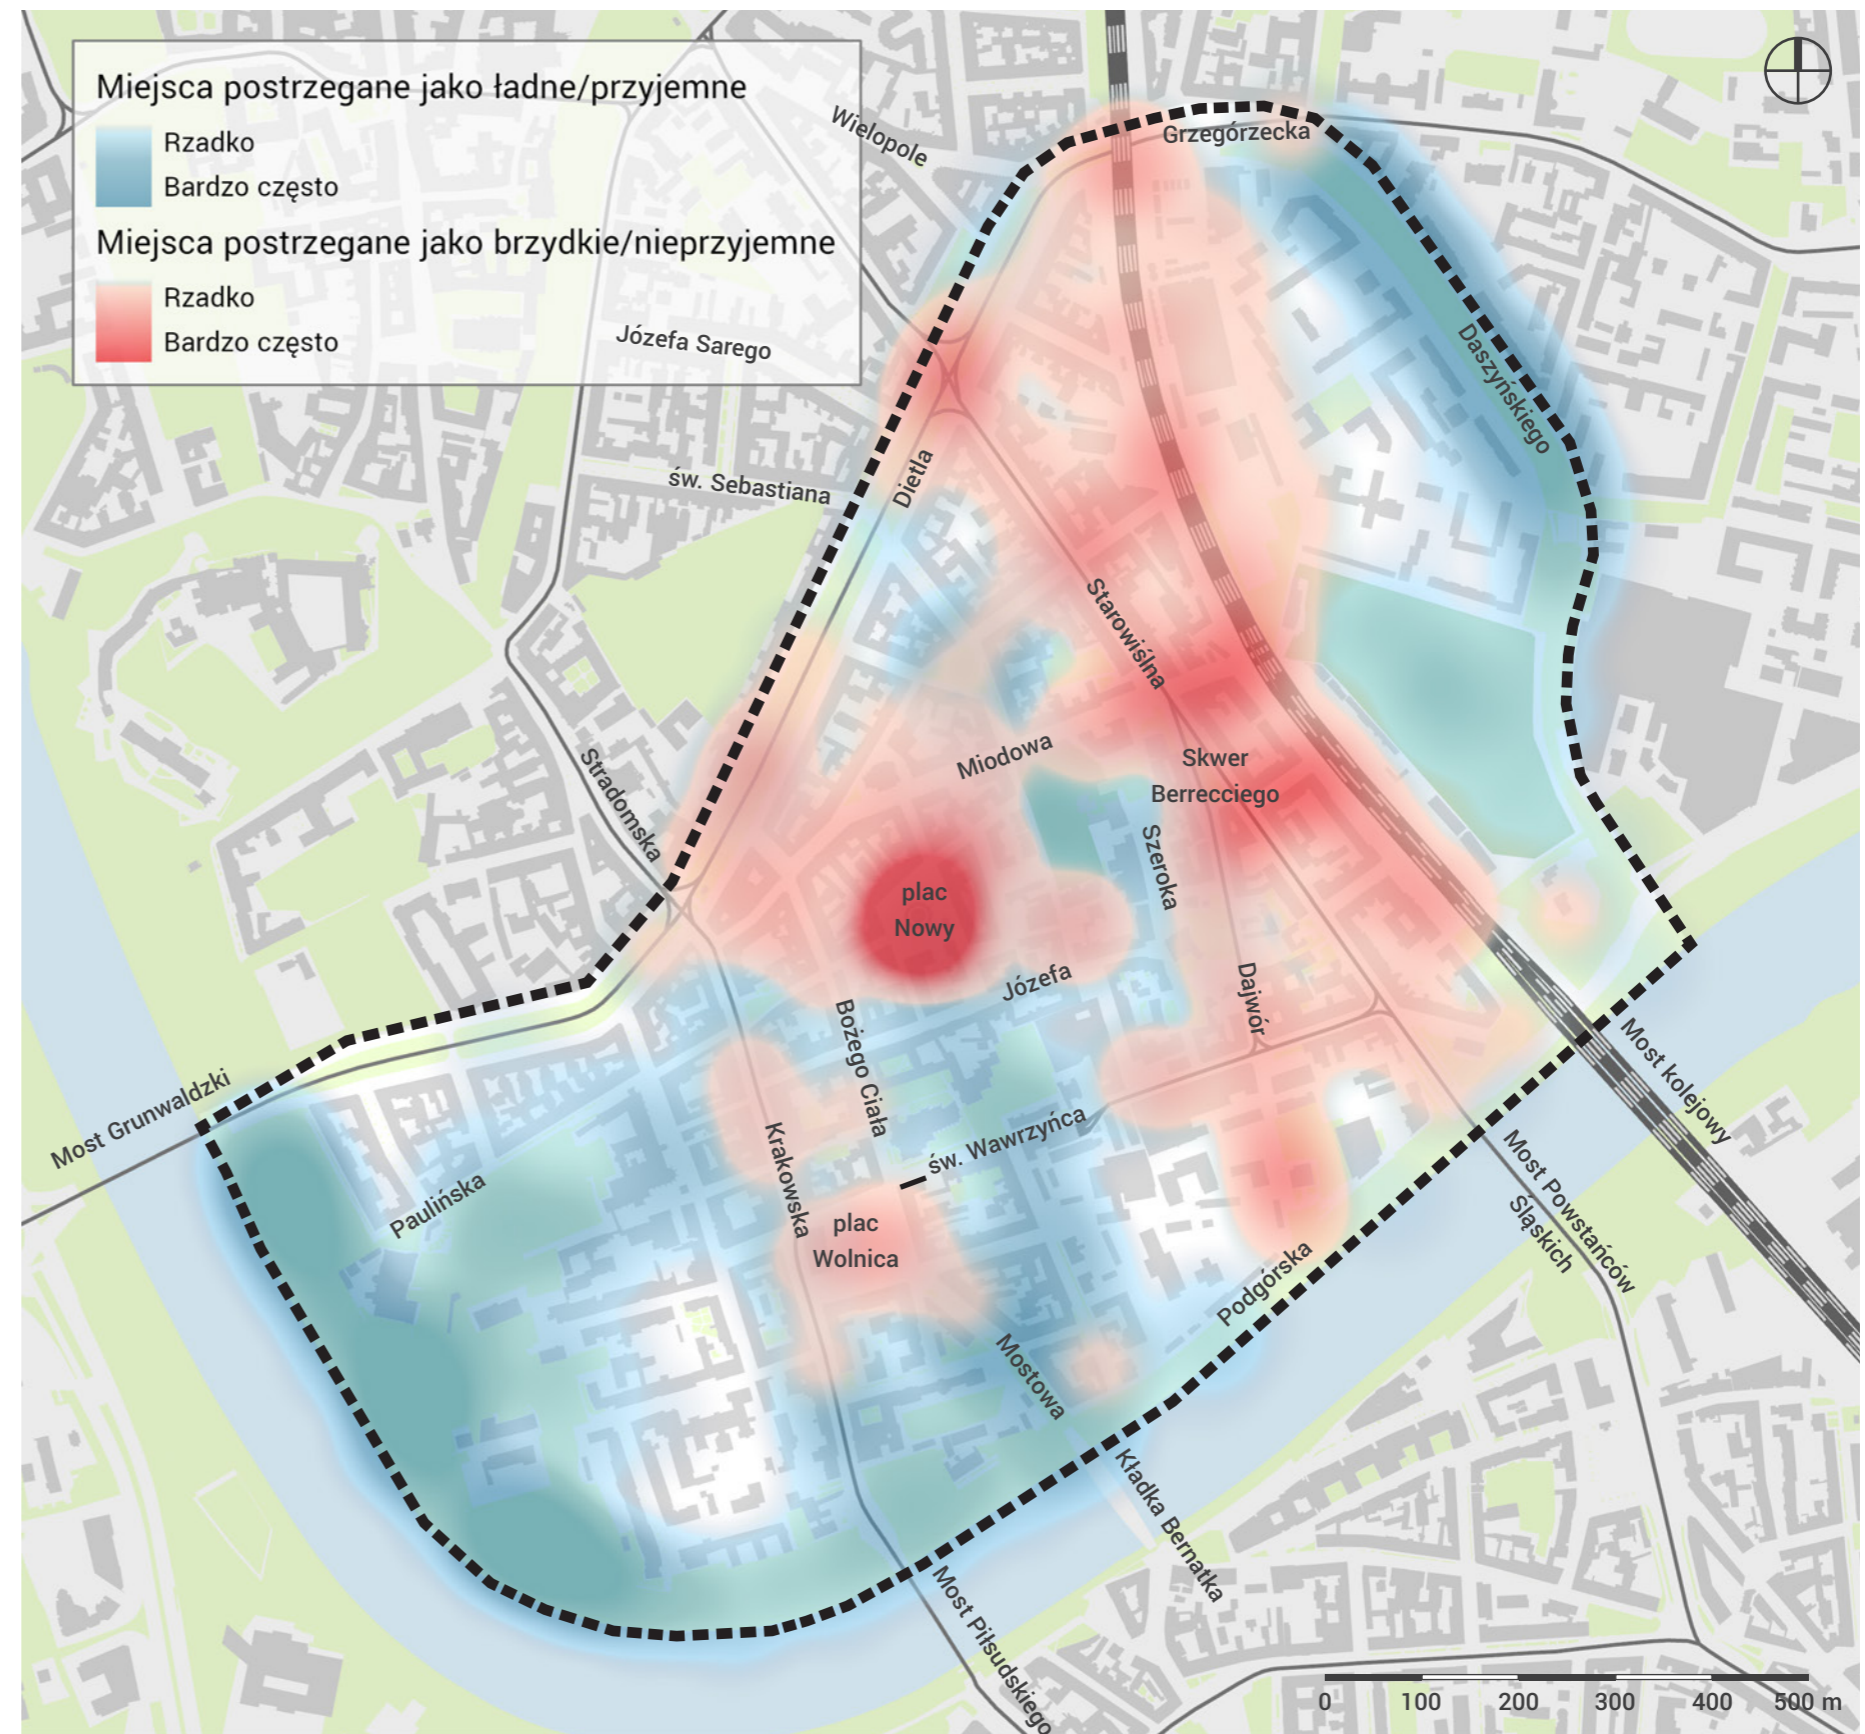 Miejsca postrzegane jako ładne/przyjemne
Rzadko
Bardzo często
Miejsca postrzegane jako brzydkie/nieprzyjemne
Rzadko
Bardzo często
Wielopole
Grzegórzecka
Józefa Sarego
Daszyńskiego
św. Sebastiana
Dietla
Starowiślna
Stradomska
Miodowa
Skwer
Berrecciego
Szeroka
plac
Nowy
Józefa
Dajwór
Bożego Ciała
Most Grunwaldzki
Most kolejowy
Krakowska
św. Wawrzyńca
Paulińska
plac
Wolnica
Most Powstańców
Śląskich
Podgórska
Mostowa
Kładka Bernatka
Most Piłsudskiego
0 100 200 300 400 500 m